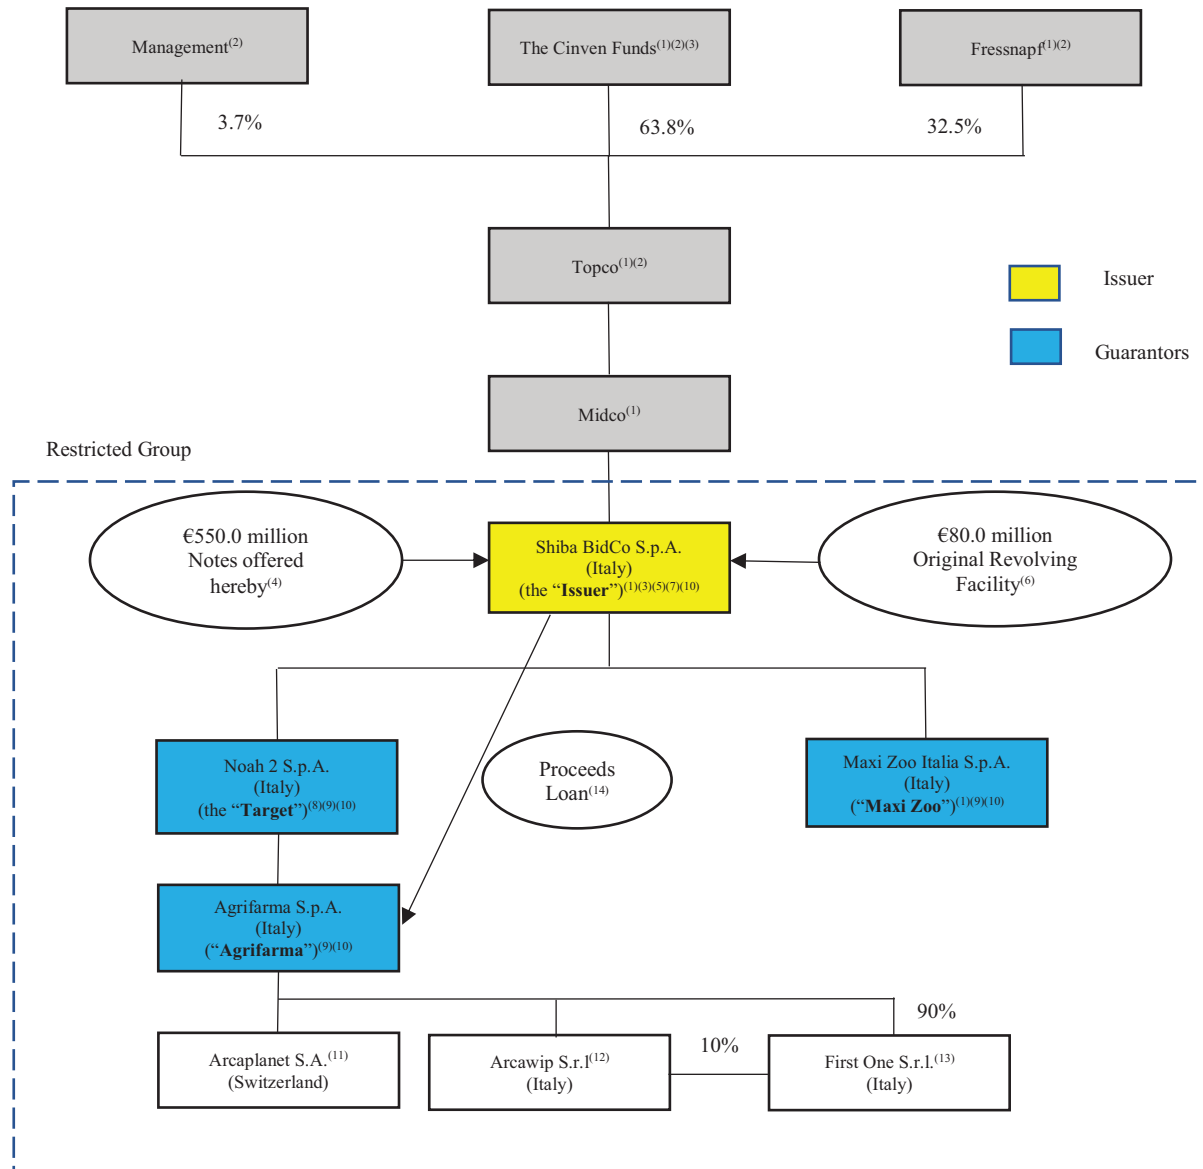 Management(2)
The Cinven Funds(1)(2)(3)
Fressnapf(1)(2)
3.7%
63.8%
32.5%
Topco(1)(2)
Issuer
Guarantors
Midco(1)
Restricted Group
€550.0 million
Notes offered
hereby(4)
Shiba BidCo S.p.A.
(Italy)
(the “Issuer”)(1)(3)(5)(7)(10)
€80.0 million
Original Revolving
Facility(6)
Noah 2 S.p.A.
(Italy)
(the “Target”)(8)(9)(10)
Proceeds
Loan(14)
Maxi Zoo Italia S.p.A.
(Italy)
(“Maxi Zoo”)(1)(9)(10)
Agrifarma S.p.A.
(Italy)
(“Agrifarma”)(9)(10)
90%
Arcaplanet S.A.(11)
(Switzerland)
Arcawip S.r.l(12)
(Italy)
10%
First One S.r.l.(13)
(Italy)